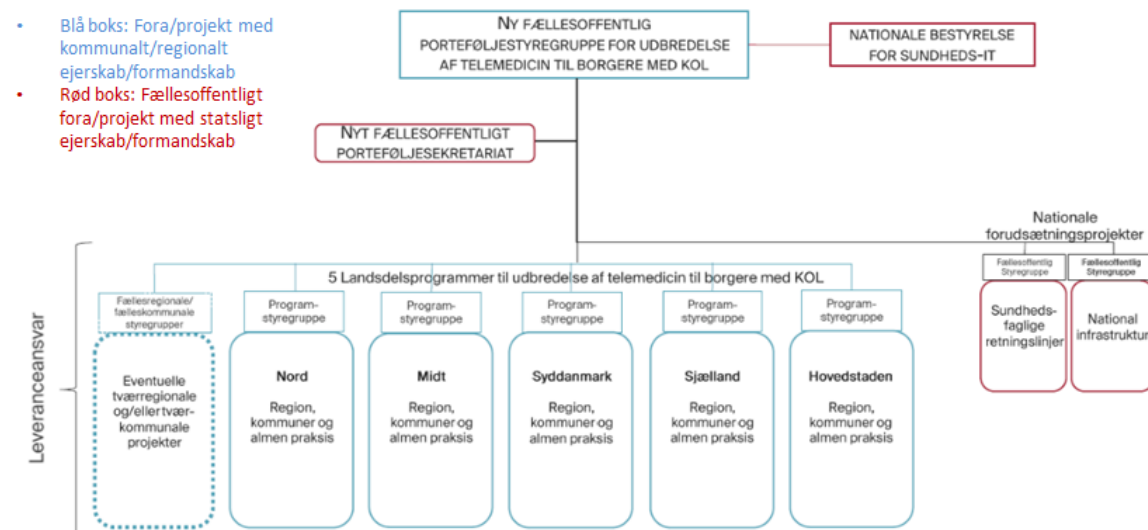 • Blå boks: Fora/projekt med
kommunalt/regionalt
ejerskab/formandskab
• Rød boks: Fællesoffentligt
fora/projekt med statsligt
ejerskab/formandskab
NY FÆLLESOFFENTLIG
PORTEFØLJESTYREGRUPPE FOR UDBREDELSE
AF TELEMEDICIN TIL BORGERE MED KOL
NATIONALE BESTYRELSE
FOR SUNDHEDS-IT
NYT FÆLLESOFFENTLIGT
PORTEFØLJESEKRETARIAT
Nationale
forudsætningsprojekter
Fællesoffentlig
Styregruppe
Fællesoffentlig
Styregruppe
Sundheds-
faglige
retningslinjer
National
infrastruktur
Leveranceansvar
5 Landsdelsprogrammer til udbredelse af telemedicin til borgere med KOL
Fællesregionale/
fælleskommunale
styregrupper
Eventuelle
tværregionale
og/eller tvær-
kommunale
projekter
Program-
styregruppe
Nord
Region,
kommuner og
almen praksis
Program-
styregruppe
Midt
Region,
kommuner og
almen praksis
Program-
styregruppe
Syddanmark
Region,
kommuner og
almen praksis
Program-
styregruppe
Sjælland
Region,
kommuner og
almen praksis
Program-
styregruppe
Hovedstaden
Region,
kommuner og
almen praksis